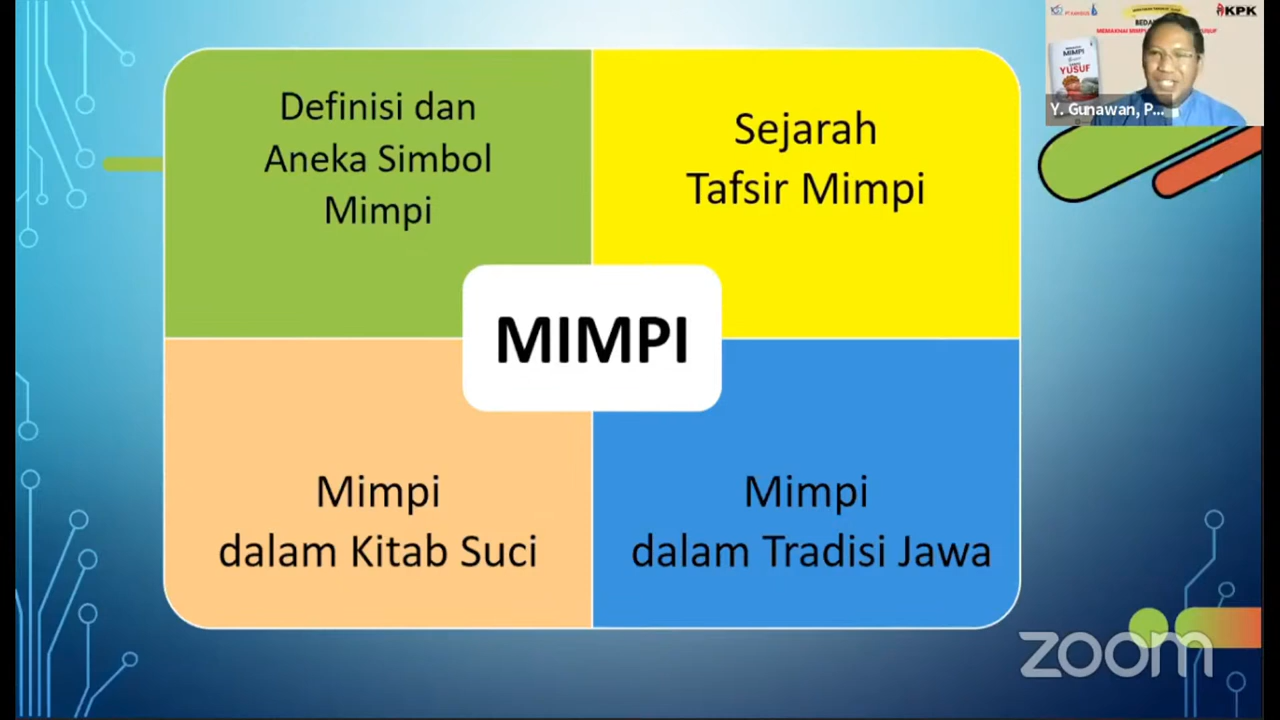 Definisi dan
Aneka Simbol
Mimpi
Sejarah
Tafsir Mimpi
MIMPI
Mimpi
dalam Kitab Suci
Mimpi
dalam Tradisi Jawa
KPK
MIMPI
YUSUF
Y. Gunawan, P...
zoom